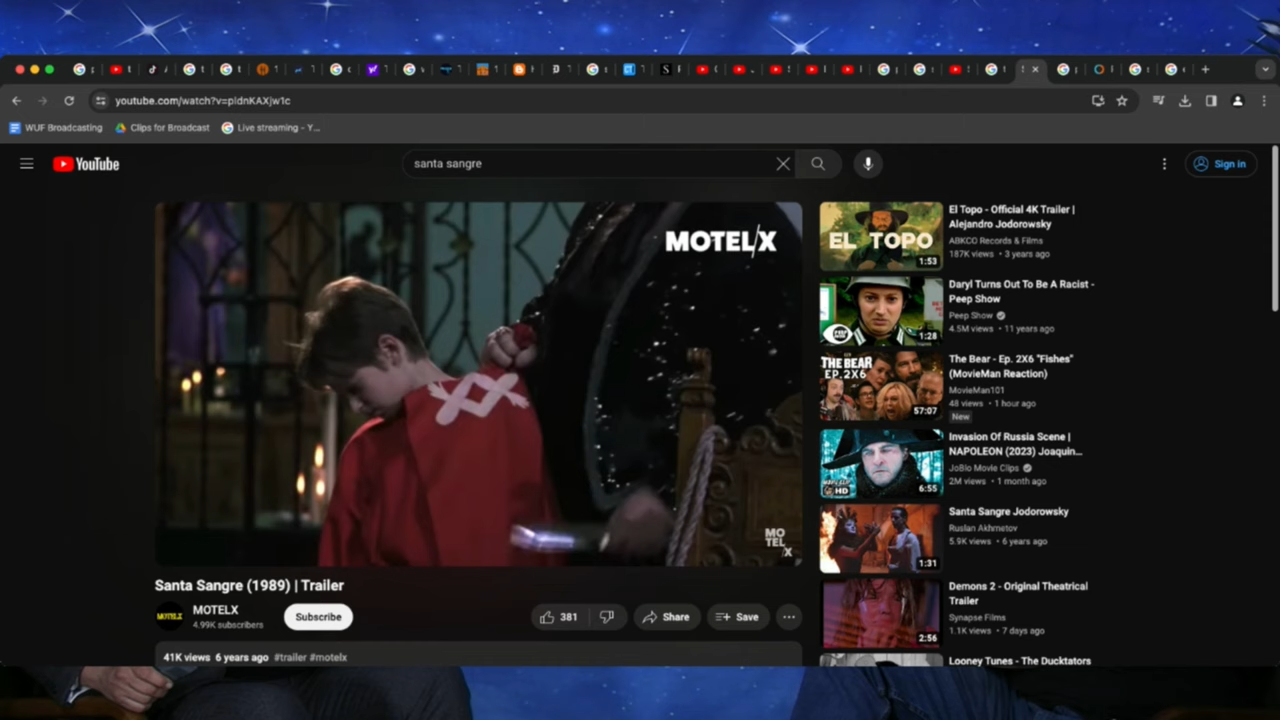 youtube.com/watch?v=pIdnKAXjw1c
WUF Broadcasting
Clips for Broadcast
Live streaming - Y...
YouTube
santa sangre
Sign in
MOTEL/X
MO
TEL
X
Santa Sangre (1989) | Trailer
MOTELX
MOTELX
4.99K subscribers
Subscribe
381
Share
Save
41K views 6 years ago #trailer #motelx
EL TOPO
1:53
El Topo - Official 4K Trailer |
Alejandro Jodorowsky
ABKCO Records & Films
187K views • 3 years ago
1:28
Daryl Turns Out To Be A Racist -
Peep Show
Peep Show
4.5M views • 11 years ago
THE BEAR
EP. 2X6
57:07
The Bear - Ep. 2X6 "Fishes"
(MovieMan Reaction)
MovieMan101
48 views • 1 hour ago
New
HD
6:55
Invasion Of Russia Scene |
NAPOLEON (2023) Joaquin...
JoBlo Movie Clips
2M views • 1 month ago
1:31
Santa Sangre Jodorowsky
Ruslan Akhmetov
5.9K views • 6 years ago
2:56
Demons 2 - Original Theatrical
Trailer
Synapse Films
1.1K views • 7 days ago
Looney Tunes - The Ducktators